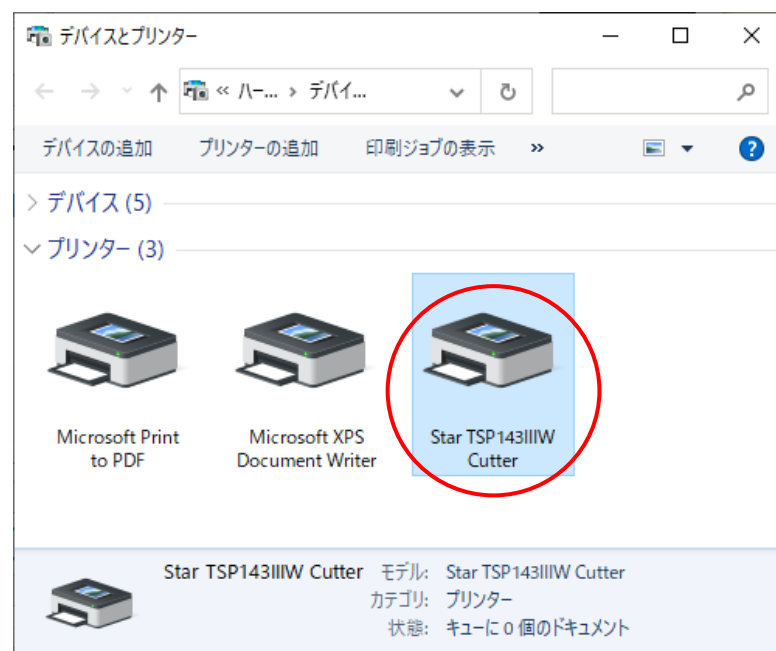 デバイスとプリンター
« ハー... › デバイ...
デバイスの追加 プリンターの追加 印刷ジョブの表示 »
デバイス (5)
プリンター (3)
Microsoft Print
to PDF
Microsoft XPS
Document Writer
Star TSP143IIIW
Cutter
Star TSP143IIIW Cutter モデル: Star TSP143IIIW Cutter
カテゴリ: プリンター
状態: キューに 0 個のドキュメント